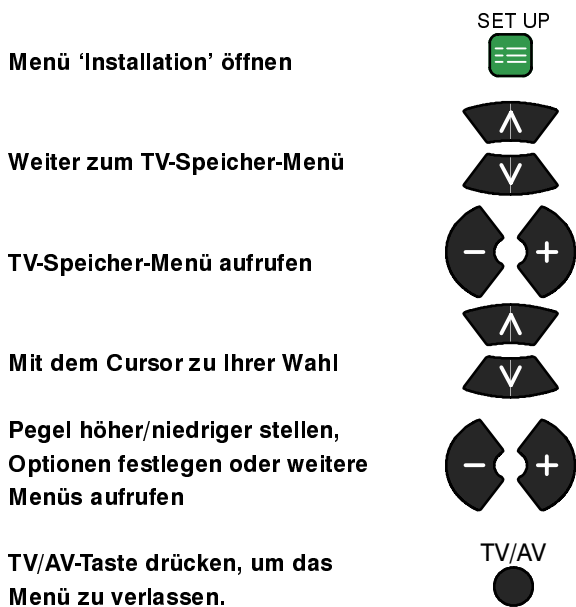 SET UP
Menü ‘Installation’ öffnen
Weiter zum TV-Speicher-Menü
TV-Speicher-Menü aufrufen
− +
Mit dem Cursor zu Ihrer Wahl
Pegel höher/niedriger stellen,
Optionen festlegen oder weitere
Menüs aufrufen
− +
TV/AV-Taste drücken, um das
Menü zu verlassen.
TV/AV